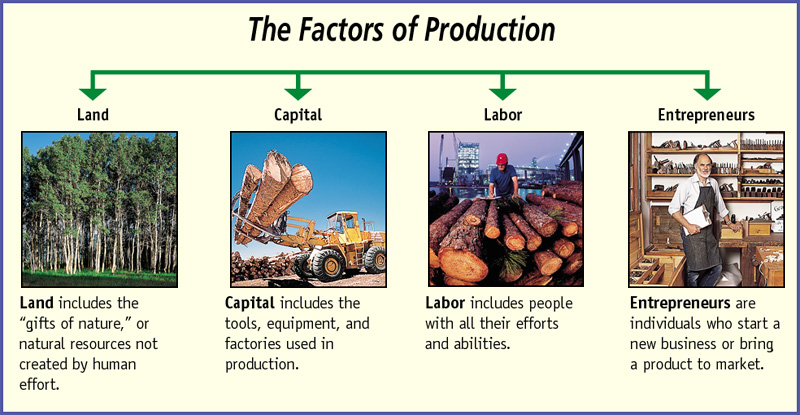 The Factors of Production
Land
Capital
Labor
Entrepreneurs
Land includes the
“gifts of nature,” or
natural resources not
created by human
effort.
Capital includes the
tools, equipment, and
factories used in
production.
Labor includes people
with all their efforts
and abilities.
Entrepreneurs are
individuals who start a
new business or bring
a product to market.